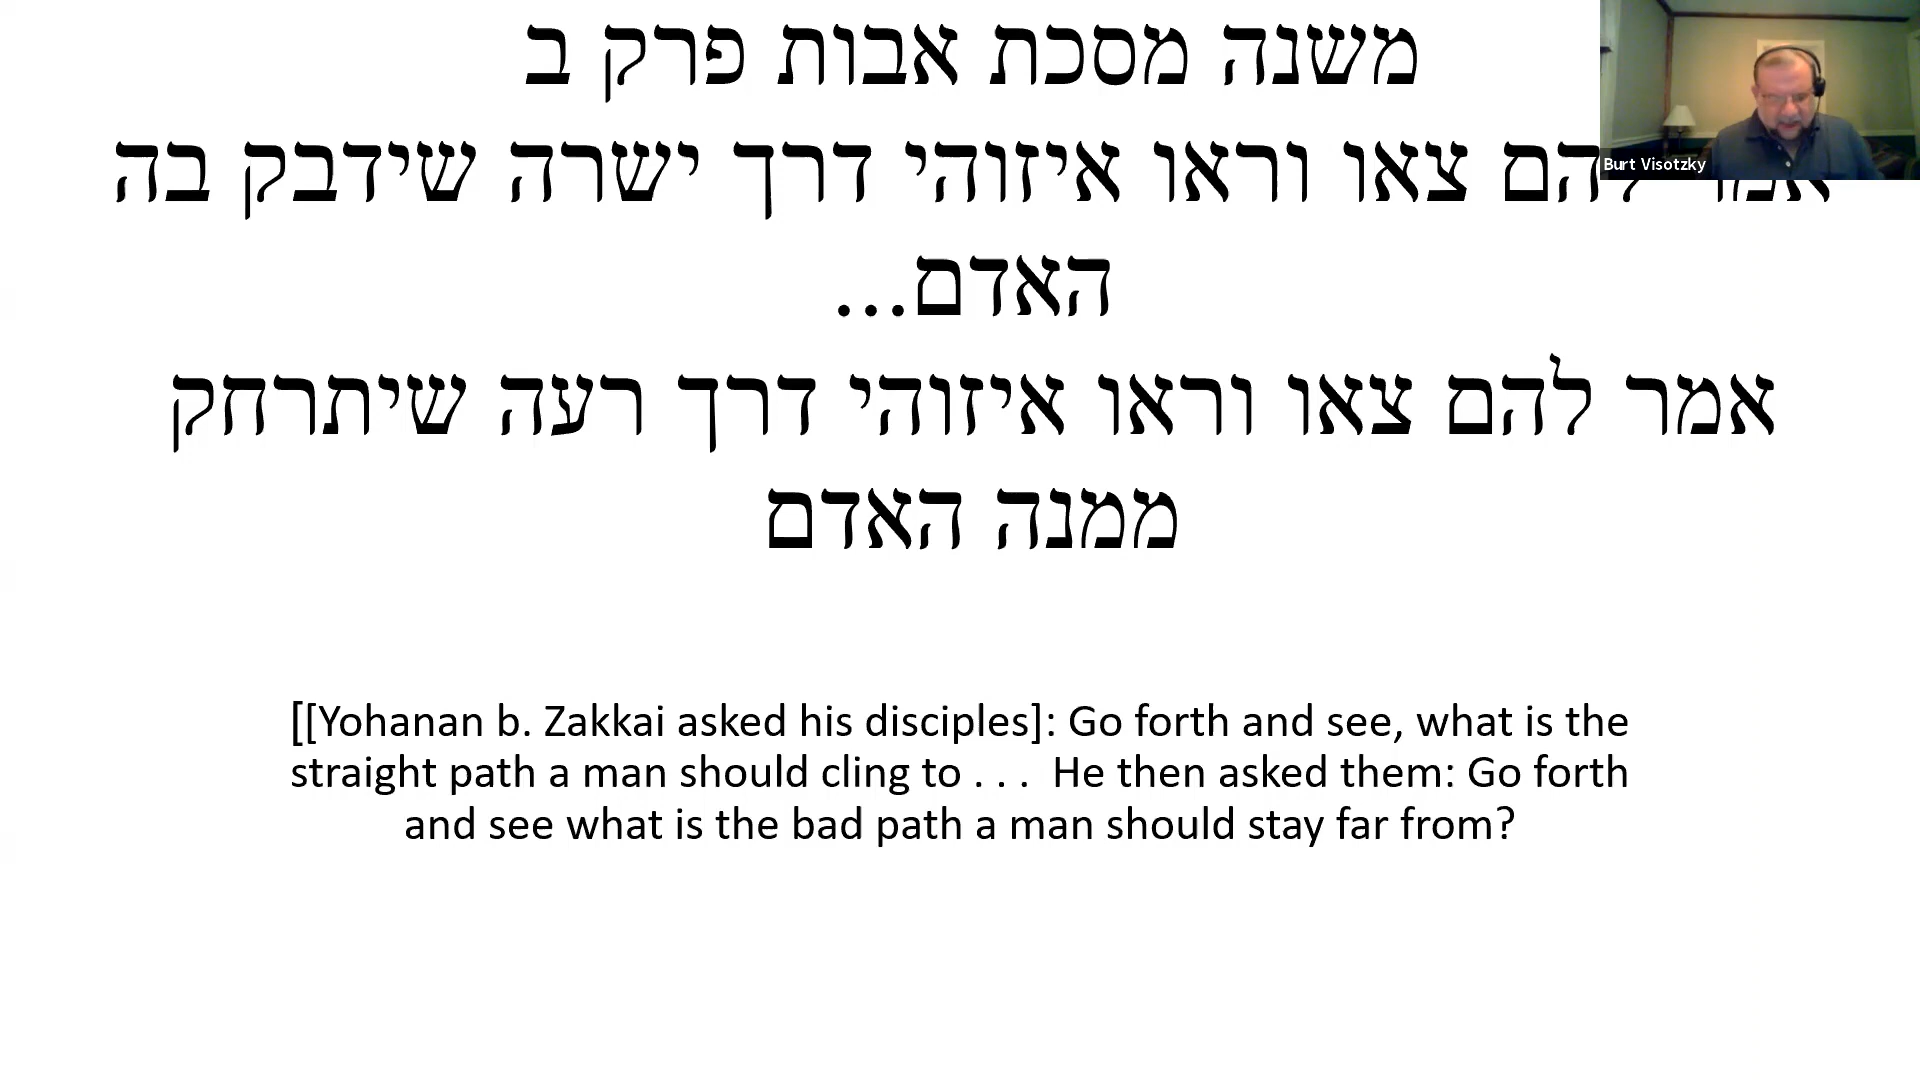 משנה מסכת אבות פרק ב
אמר להם צאו וראו איזוהי דרך ישרה שידבק בה
האדם...
אמר להם צאו וראו איזוהי דרך רעה שיתרחק
ממנה האדם
[[Yohanan b. Zakkai asked his disciples]: Go forth and see, what is the
straight path a man should cling to . . .  He then asked them: Go forth
and see what is the bad path a man should stay far from?
Burt Visotzky